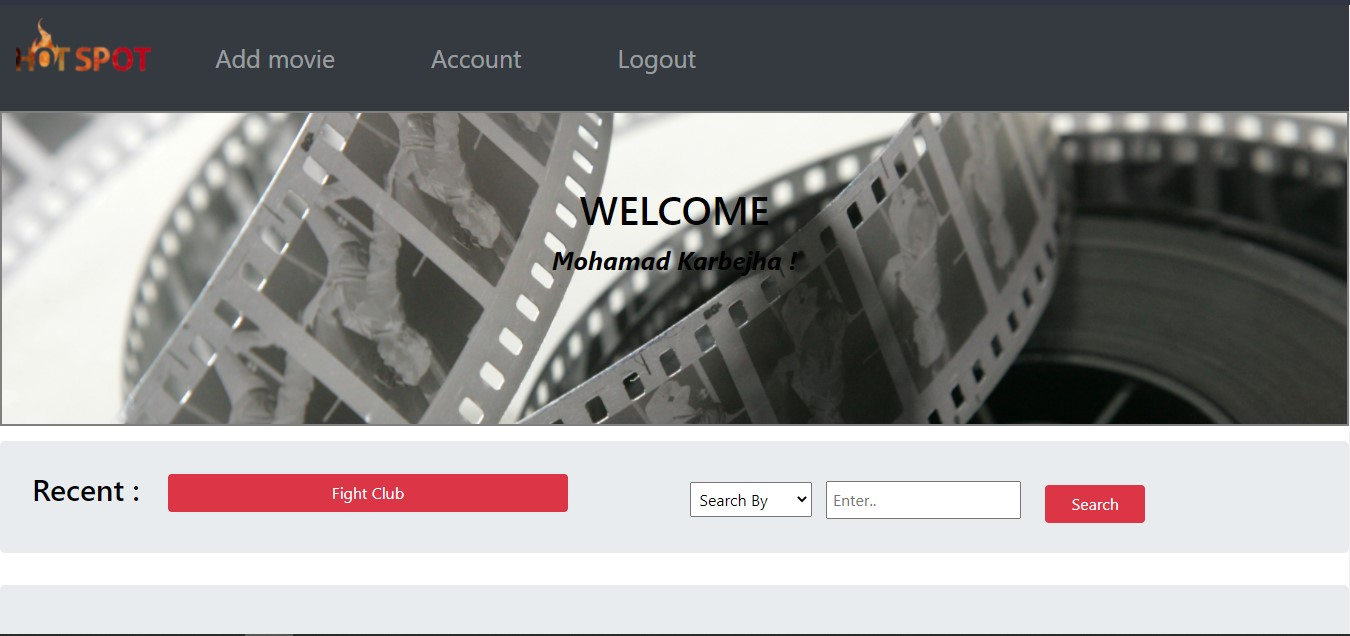 HOT SPOT
Add movie
Account
Logout
WELCOME
Mohamad Karbejha !
Recent :
Fight Club
Search By
Enter..
Search